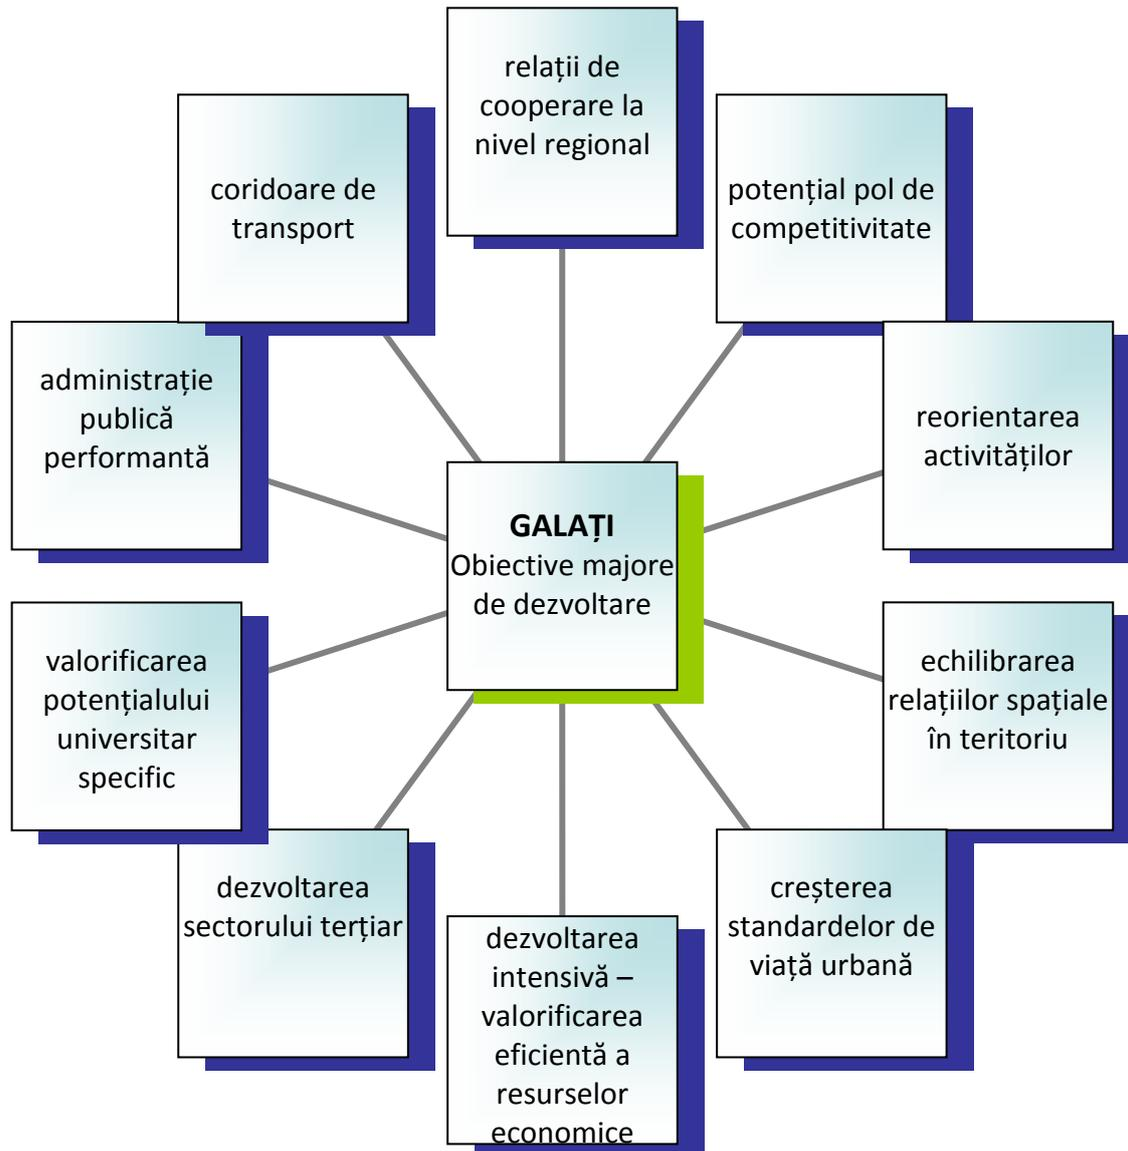 relații de
cooperare la
nivel regional
coridoare de
transport
potențial pol de
competitivitate
administrație
publică
performantă
reorientarea
activităților
GALAȚI
Obiective majore
de dezvoltare
valorificarea
potențialului
universitar
specific
echilibrarea
relațiilor spațiale
în teritoriu
dezvoltarea
sectorului terțiar
creșterea
standardelor de
viață urbană
dezvoltarea
intensivă –
valorificarea
eficientă a
resurselor
economice